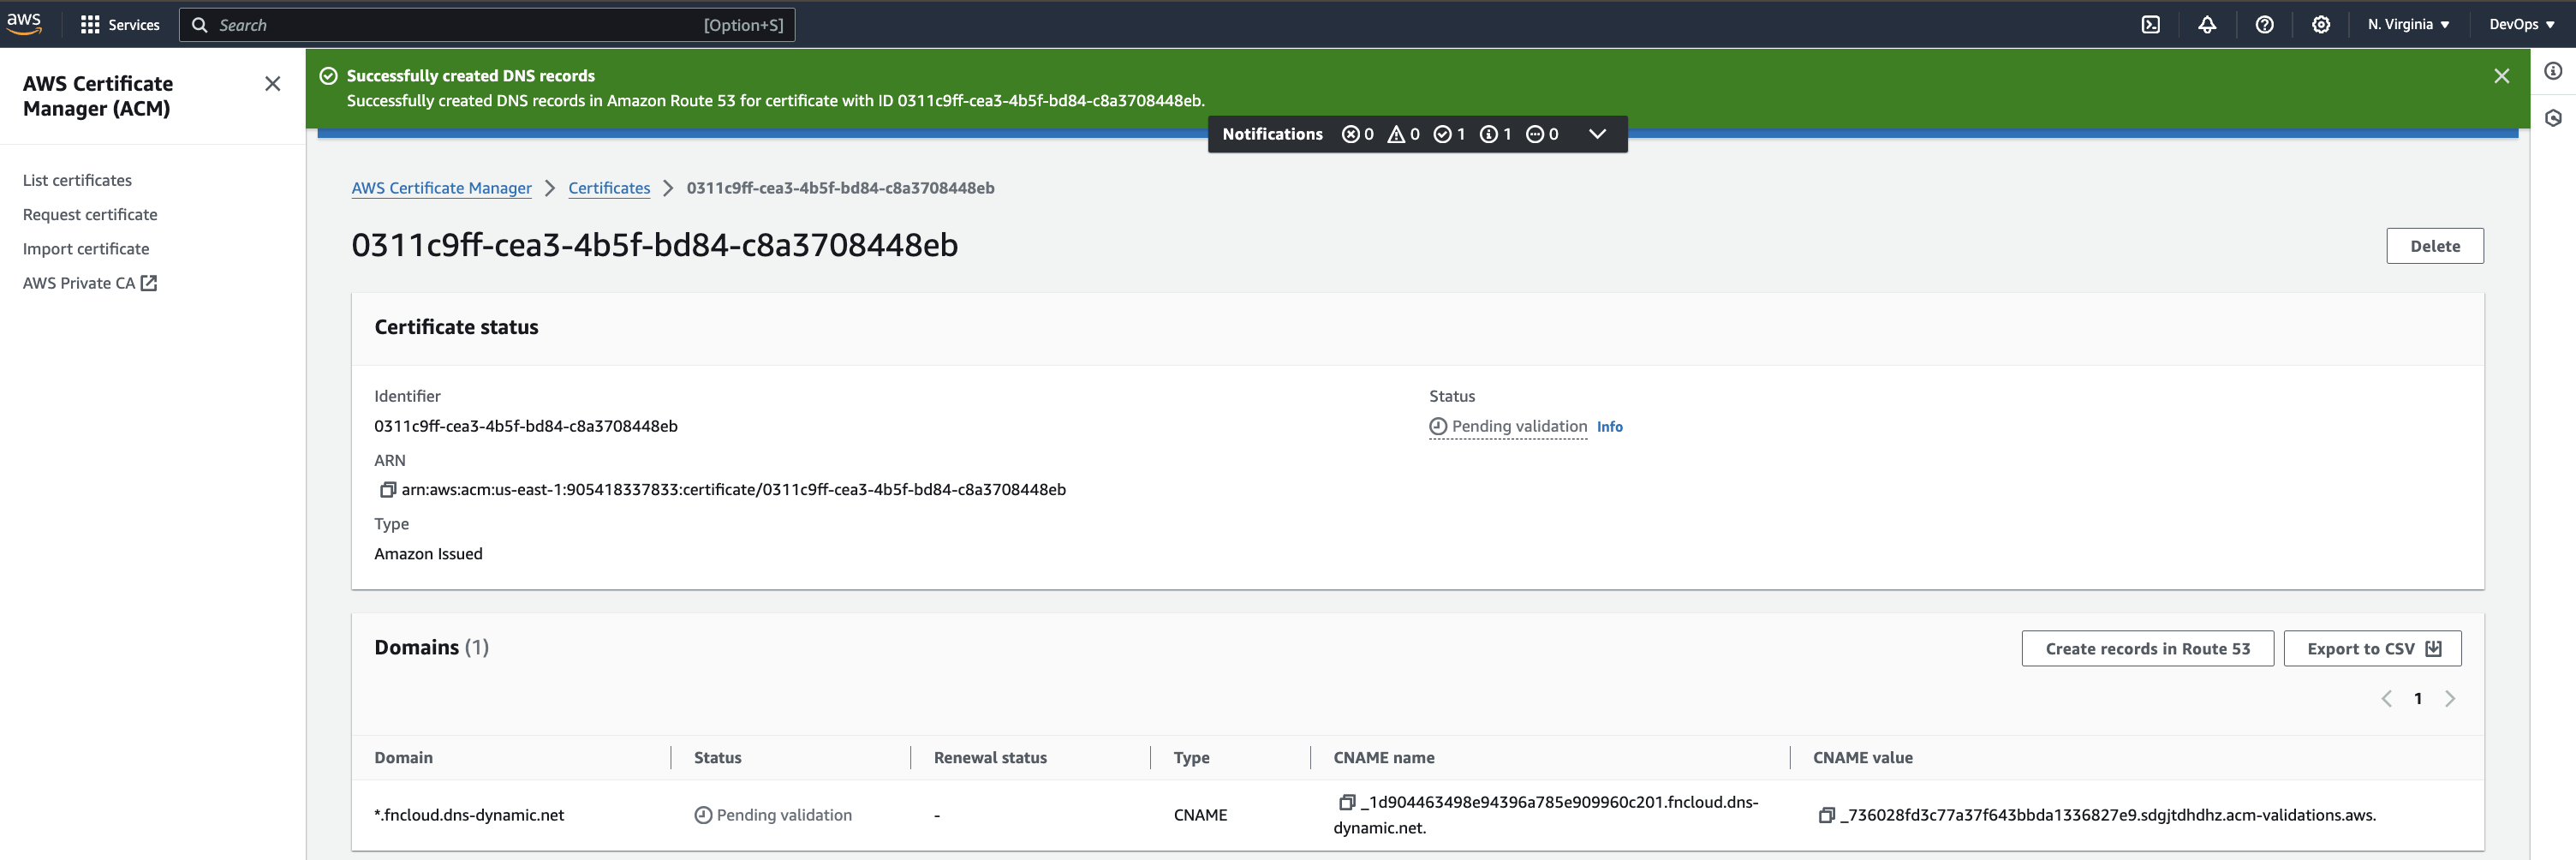 aws
Services
Search
[Option+S]
N. Virginia
DevOps
AWS Certificate
Manager (ACM)
List certificates
Request certificate
Import certificate
AWS Private CA
Successfully created DNS records
Successfully created DNS records in Amazon Route 53 for certificate with ID 0311c9ff-cea3-4b5f-bd84-c8a3708448eb.
Notifications 0 0 1 1 0
AWS Certificate Manager > Certificates > 0311c9ff-cea3-4b5f-bd84-c8a3708448eb
0311c9ff-cea3-4b5f-bd84-c8a3708448eb
Delete
Certificate status
Identifier
0311c9ff-cea3-4b5f-bd84-c8a3708448eb
ARN
arn:aws:acm:us-east-1:905418337833:certificate/0311c9ff-cea3-4b5f-bd84-c8a3708448eb
Type
Amazon Issued
Status
Pending validation Info
Domains (1)
Create records in Route 53
Export to CSV
1
Domain Status Renewal status Type CNAME name CNAME value
*.fncloud.dns-dynamic.net
Pending validation
-
CNAME
_1d904463498e94396a785e909960c201.fncloud.dns-
dynamic.net.
_736028fd3c77a37f643bbda1336827e9.sdgjtdhdhz.acm-validations.aws.